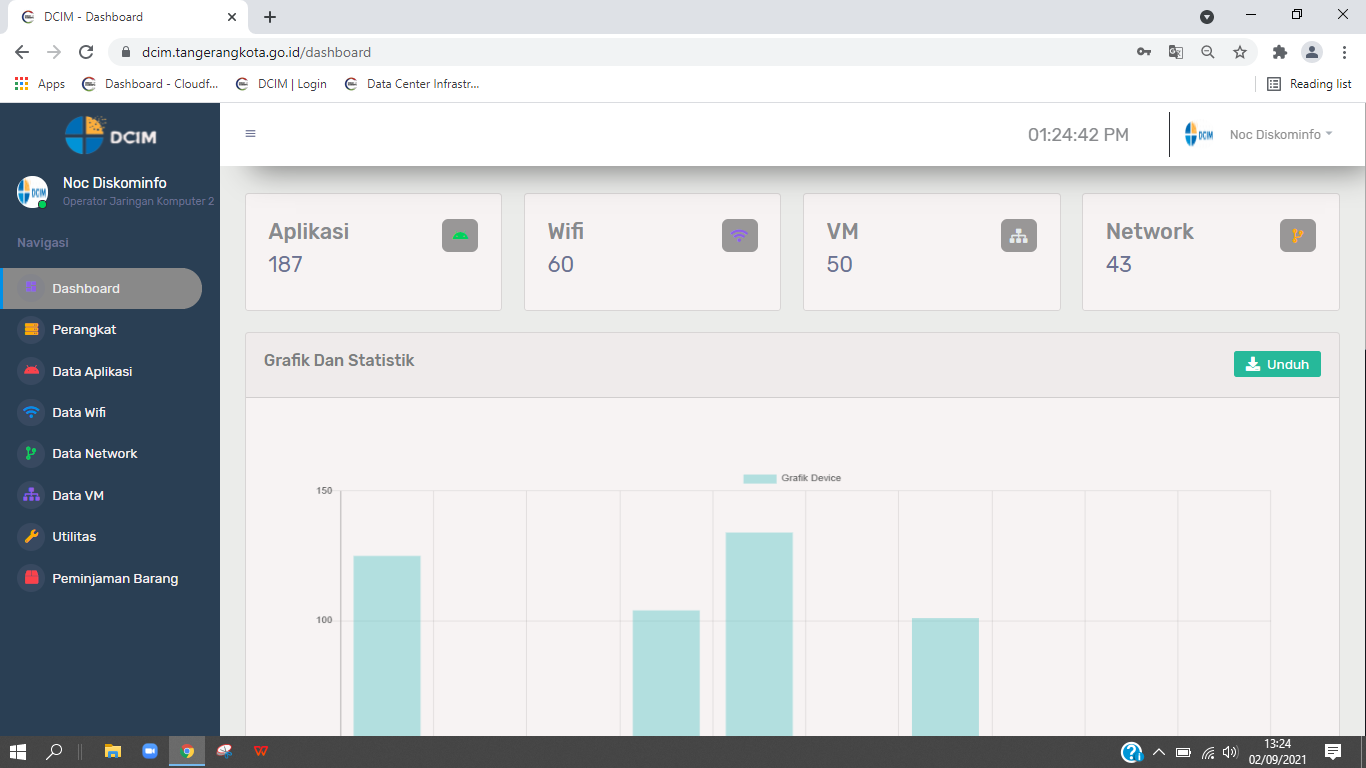 DCIM - Dashboard
dcim.tangerangkota.go.id/dashboard
Apps
Dashboard - Cloudf...
DCIM | Login
Data Center Infrastr...
Reading list
DCIM
01:24:42 PM
DCIM
Noc Diskominfo
DCIM
Noc Diskominfo
Operator Jaringan Komputer 2
Navigasi
Dashboard
Perangkat
Data Aplikasi
Data Wifi
Data Network
Data VM
Utilitas
Peminjaman Barang
Aplikasi
187
Wifi
60
VM
50
Network
43
Grafik Dan Statistik
Unduh
Grafik Device
150
100
13:24
02/09/2021